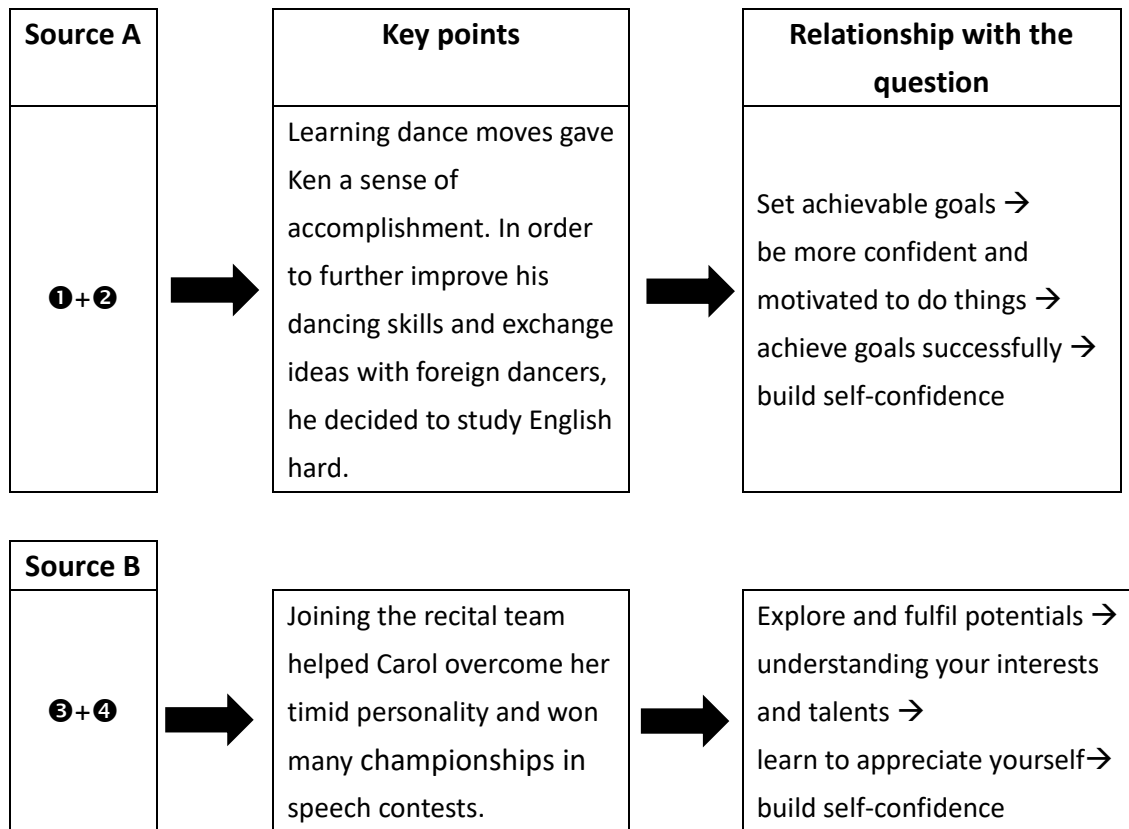 Source A
Key points
Relationship with the
question
❶+❷
Learning dance moves gave
Ken a sense of
accomplishment. In order
to further improve his
dancing skills and exchange
ideas with foreign dancers,
he decided to study English
hard.
Set achievable goals →
be more confident and
motivated to do things →
achieve goals successfully →
build self-confidence
Source B
❸+❹
Joining the recital team
helped Carol overcome her
timid personality and won
many championships in
speech contests.
Explore and fulfil potentials →
understanding your interests
and talents →
learn to appreciate yourself→
build self-confidence